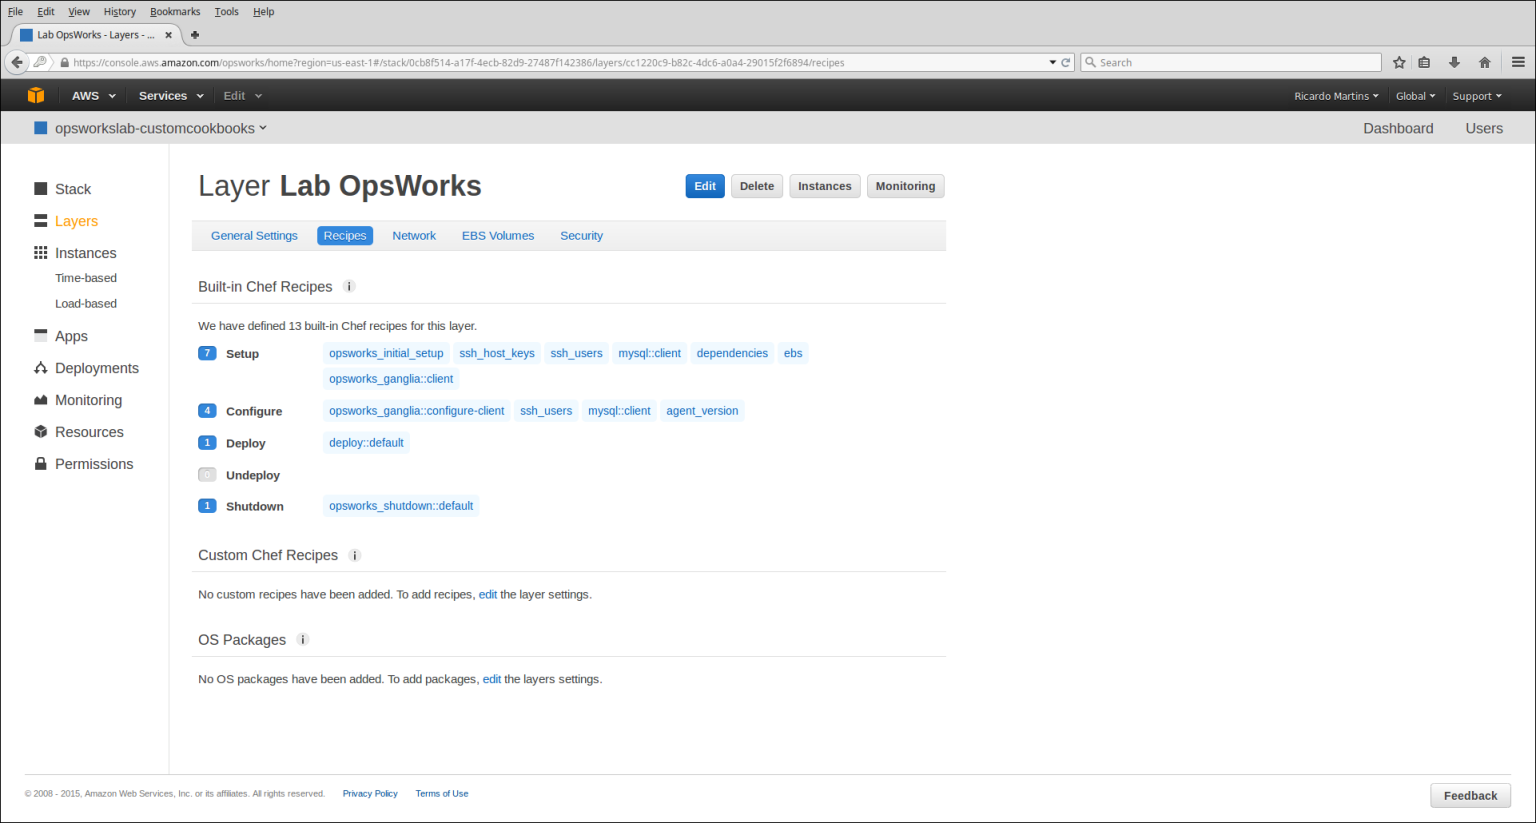 File Edit View History Bookmarks Tools Help
Lab OpsWorks - Layers - ...
https://console.aws.amazon.com/opsworks/home?region=us-east-1#/stack/0cb8f514-a17f-4ecb-82d9-27487f142386/layers/cc1220c9-b82c-4dc6-a0a4-29015f2f6894/recipes Search
AWS Services Edit Ricardo Martins Global Support
opsworkslab-customcookbooks Dashboard Users
Stack
Layers
Instances
Time-based
Load-based
Apps
Deployments
Monitoring
Resources
Permissions
Layer Lab OpsWorks Edit Delete Instances Monitoring
General Settings Recipes Network EBS Volumes Security
Built-in Chef Recipes i
We have defined 13 built-in Chef recipes for this layer.
7 Setup opsworks_initial_setup ssh_host_keys ssh_users mysql::client dependencies ebs
opsworks_ganglia::client
4 Configure opsworks_ganglia::configure-client ssh_users mysql::client agent_version
1 Deploy deploy::default
0 Undeploy
1 Shutdown opsworks_shutdown::default
Custom Chef Recipes i
No custom recipes have been added. To add recipes, edit the layer settings.
OS Packages i
No OS packages have been added. To add packages, edit the layers settings.
© 2008 - 2015, Amazon Web Services, Inc. or its affiliates. All rights reserved. Privacy Policy Terms of Use Feedback